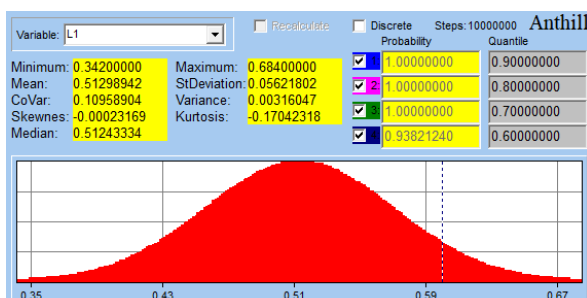 Variable: L1 Recalculate Discrete Steps: 10000000 Anthill
Probability Quantile
Minimum: 0.34200000 Maximum: 0.68400000 1 1.00000000 0.90000000
Mean: 0.51298942 StDeviation: 0.05621802 2 1.00000000 0.80000000
CoVar: 0.10958904 Variance: 0.00316047 3 1.00000000 0.70000000
Skewnes: -0.00023169 Kurtosis: -0.17042318 0.93821240 0.60000000
Median: 0.51243334
0.35 0.43 0.51 0.59 0.67